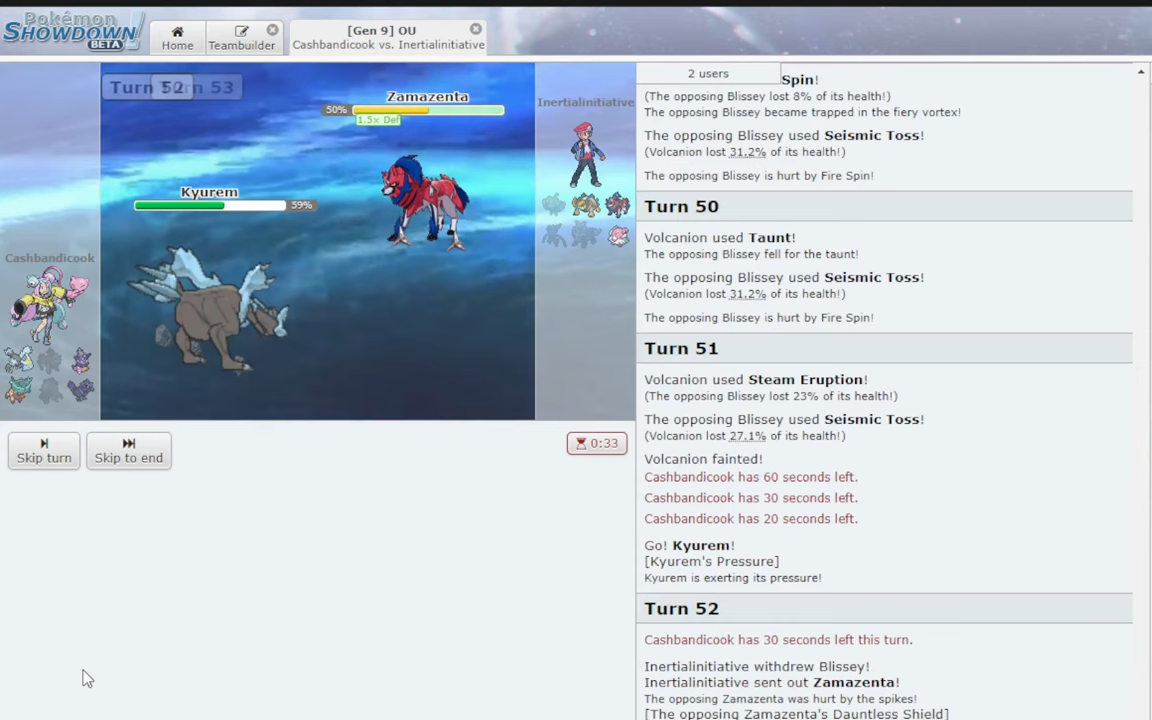 Pokémon
SHOWDOWN
BETA
Home
Teambuilder
[Gen 9] OU
Cashbandicook vs. Inertialinitiative
Turn 52
Turn 53
Zamazenta
50%
1.5× Def
Kyurem
59%
Cashbandicook
Inertialinitiative
Skip turn
Skip to end
0:33
2 users
Spin!
(The opposing Blissey lost 8% of its health!)
The opposing Blissey became trapped in the fiery vortex!
The opposing Blissey used Seismic Toss!
(Volcanion lost 31.2% of its health!)
The opposing Blissey is hurt by Fire Spin!
Turn 50
Volcanion used Taunt!
The opposing Blissey fell for the taunt!
The opposing Blissey used Seismic Toss!
(Volcanion lost 31.2% of its health!)
The opposing Blissey is hurt by Fire Spin!
Turn 51
Volcanion used Steam Eruption!
(The opposing Blissey lost 23% of its health!)
The opposing Blissey used Seismic Toss!
(Volcanion lost 27.1% of its health!)
Volcanion fainted!
Cashbandicook has 60 seconds left.
Cashbandicook has 30 seconds left.
Cashbandicook has 20 seconds left.
Go! Kyurem!
[Kyurem's Pressure]
Kyurem is exerting its pressure!
Turn 52
Cashbandicook has 30 seconds left this turn.
Inertialinitiative withdrew Blissey!
Inertialinitiative sent out Zamazenta!
The opposing Zamazenta was hurt by the spikes!
[The opposing Zamazenta's Dauntless Shield]